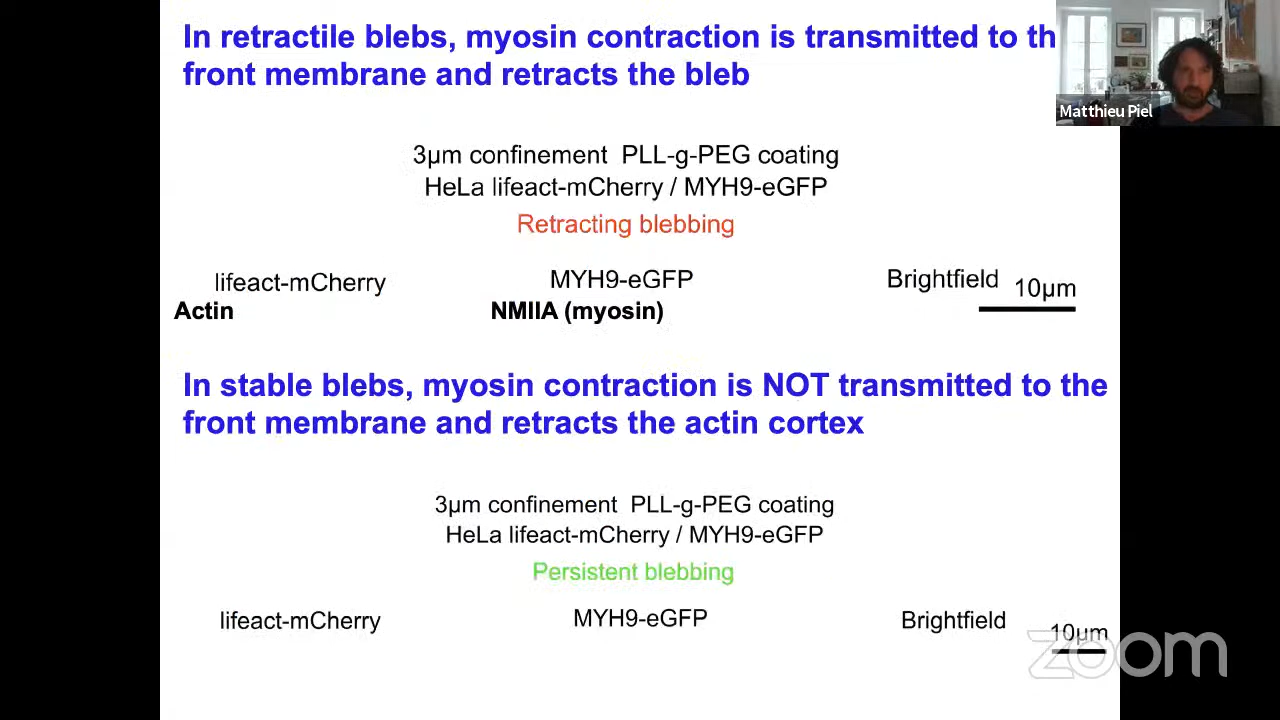 In retractile blebs, myosin contraction is transmitted to th
front membrane and retracts the bleb
Matthieu Piel
3µm confinement PLL-g-PEG coating
HeLa lifeact-mCherry / MYH9-eGFP
Retracting blebbing
lifeact-mCherry
MYH9-eGFP
Brightfield
10µm
Actin
NMIIA (myosin)
In stable blebs, myosin contraction is NOT transmitted to the
front membrane and retracts the actin cortex
3µm confinement PLL-g-PEG coating
HeLa lifeact-mCherry / MYH9-eGFP
Persistent blebbing
lifeact-mCherry
MYH9-eGFP
Brightfield
10µm
zoom